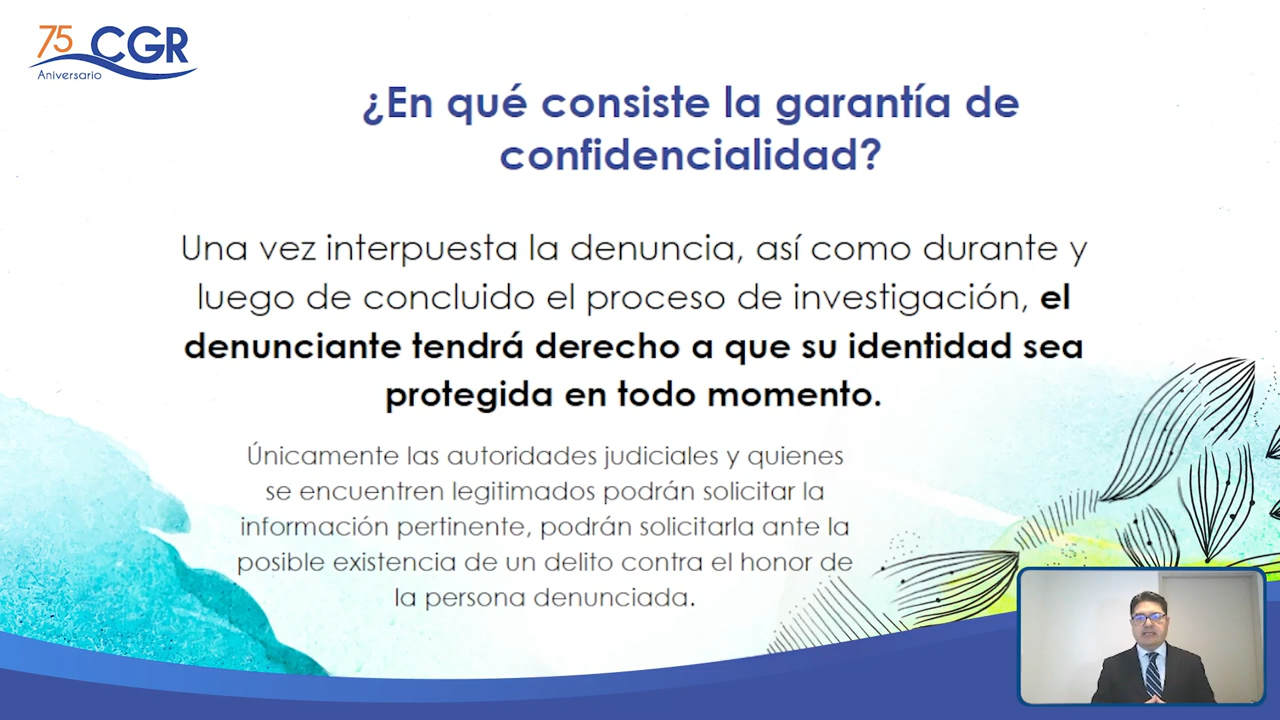 75 CGR
Aniversario
¿En qué consiste la garantía de
confidencialidad?
Una vez interpuesta la denuncia, así como durante y
luego de concluido el proceso de investigación, el
denunciante tendrá derecho a que su identidad sea
protegida en todo momento.
Únicamente las autoridades judiciales y quienes
se encuentren legitimados podrán solicitar la
información pertinente, podrán solicitarla ante la
posible existencia de un delito contra el honor de
la persona denunciada.